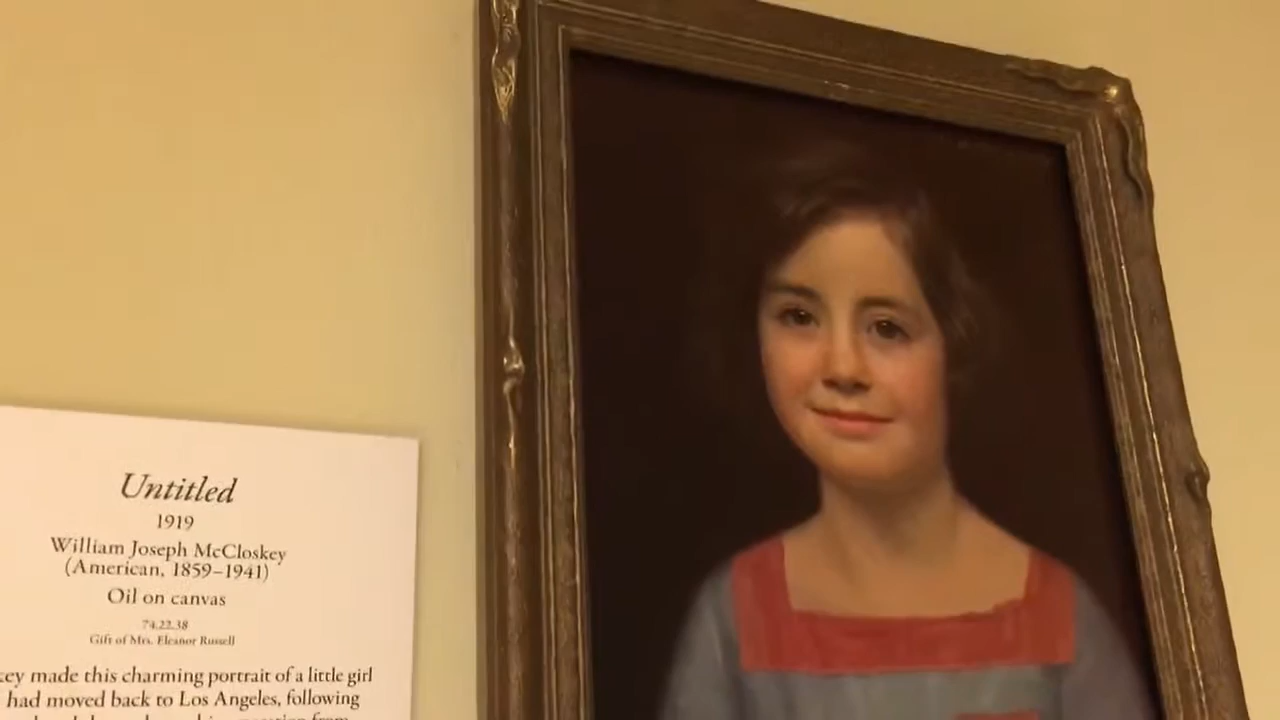 Untitled
1919
William Joseph McCloskey
(American, 1859–1941)
Oil on canvas
74.22.38
Gift of Mrs. Eleanor Russell
made this charming portrait of a little girl
had moved back to Los Angeles, following